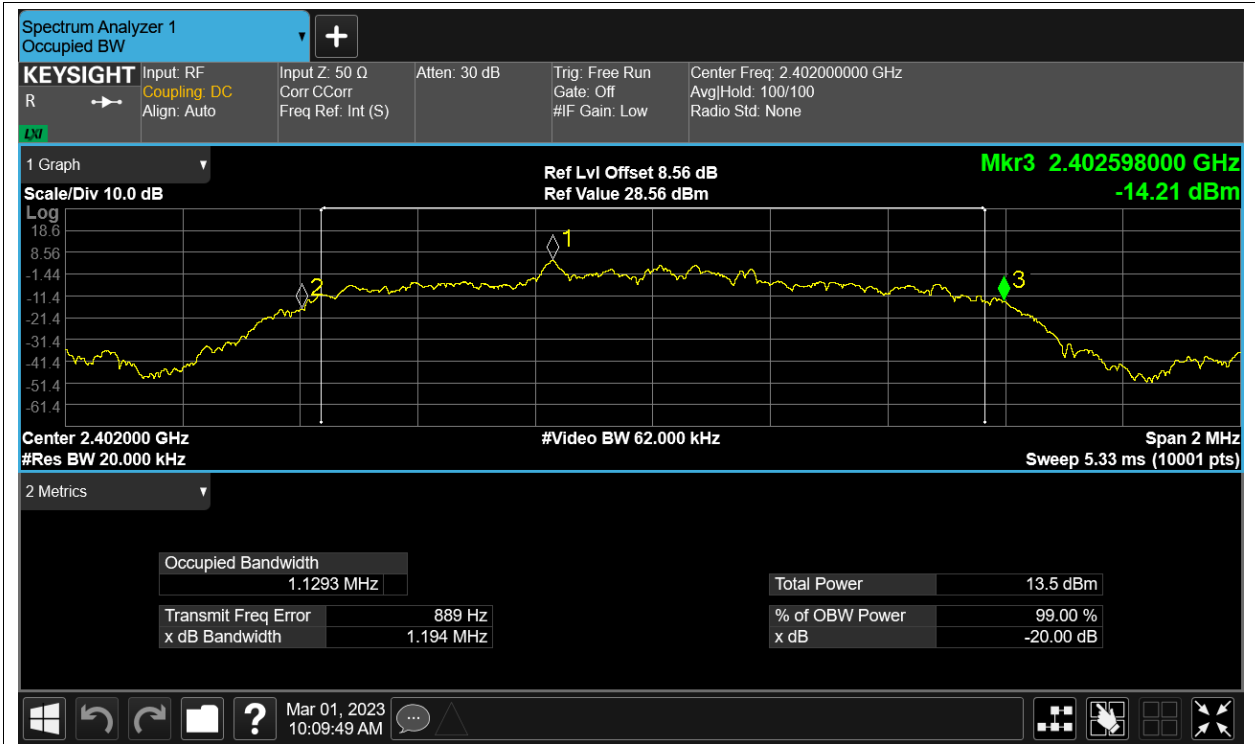 Spectrum Analyzer 1
Occupied BW
KEYSIGHT
R
LXI
Input: RF
Coupling: DC
Align: Auto
Input Z: 50 Ω
Corr CCorr
Freq Ref: Int (S)
Atten: 30 dB
Trig: Free Run
Gate: Off
#IF Gain: Low
Center Freq: 2.402000000 GHz
Avg|Hold: 100/100
Radio Std: None
1 Graph
Scale/Div 10.0 dB
Ref Lvl Offset 8.56 dB
Ref Value 28.56 dBm
Mkr3 2.402598000 GHz
-14.21 dBm
Log
18.6
8.56
-1.44
-11.4
-21.4
-31.4
-41.4
-51.4
-61.4
1
2
3
Center 2.402000 GHz
#Video BW 62.000 kHz
Span 2 MHz
#Res BW 20.000 kHz
Sweep 5.33 ms (10001 pts)
2 Metrics
Occupied Bandwidth
1.1293 MHz
Transmit Freq Error 889 Hz
x dB Bandwidth 1.194 MHz
Total Power 13.5 dBm
% of OBW Power 99.00 %
x dB -20.00 dB
?
Mar 01, 2023
10:09:49 AM